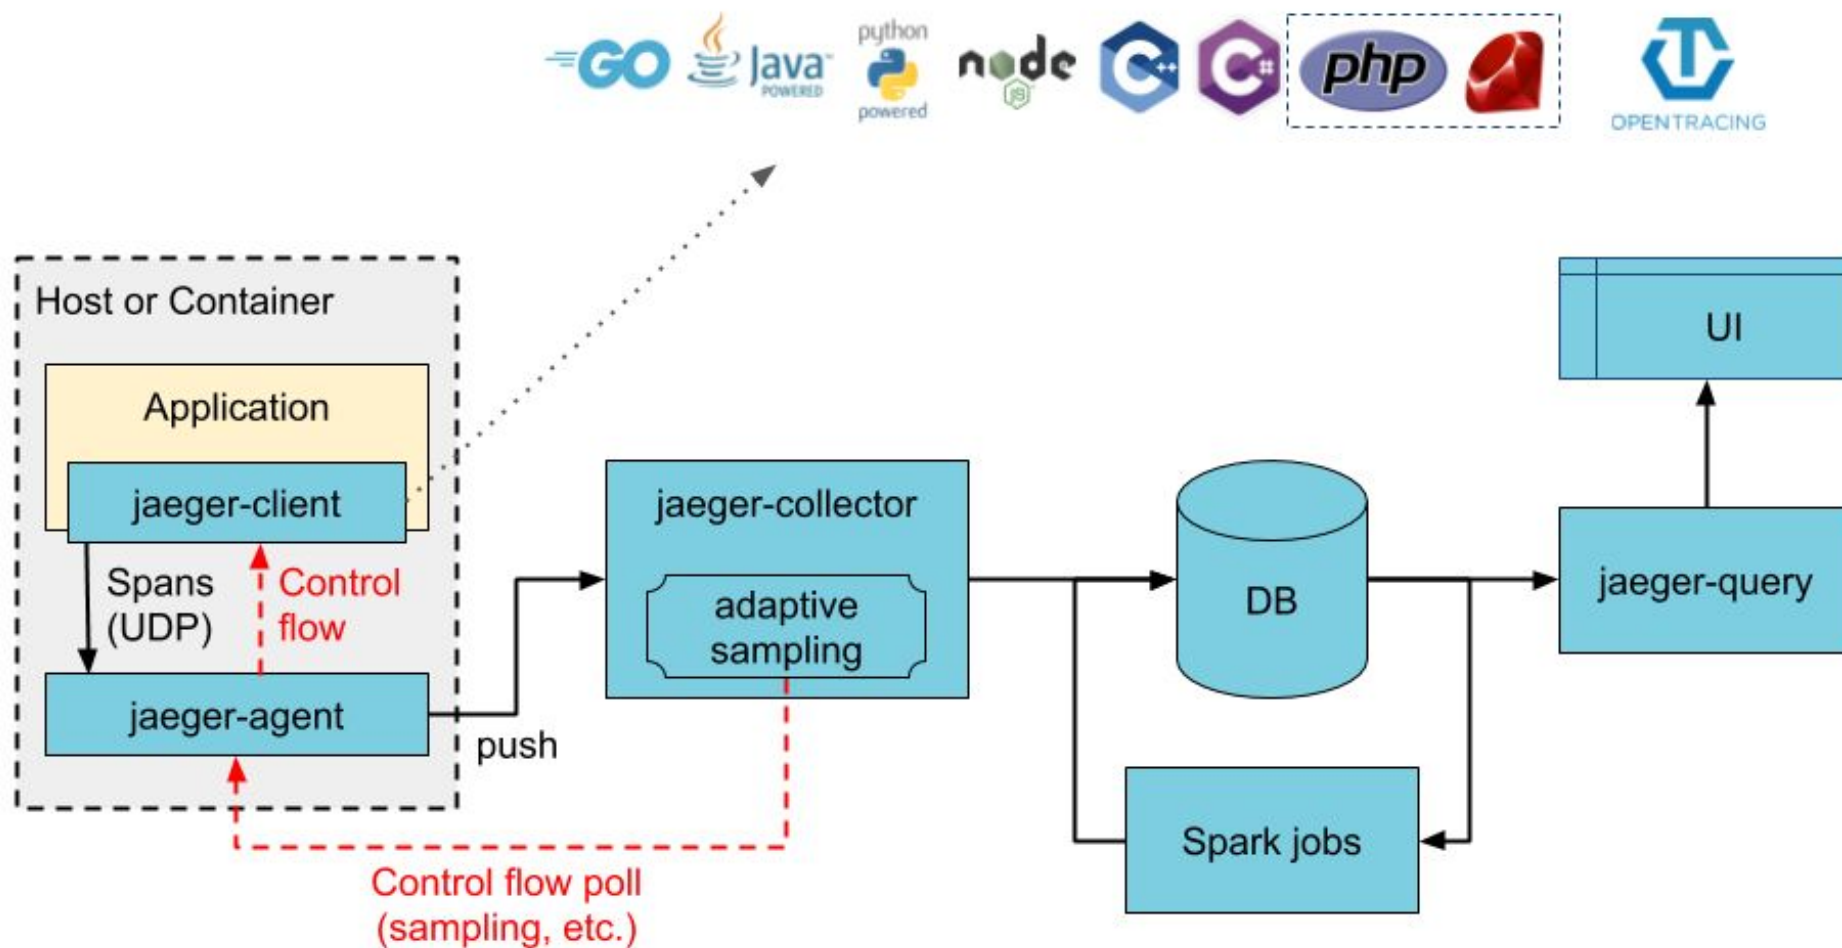 GO
Java
POWERED
python
powered
node
JS
C++
C#
php
OPENTRACING
Host or Container
Application
jaeger-client
Spans
(UDP)
Control
flow
jaeger-agent
push
Control flow poll
(sampling, etc.)
jaeger-collector
adaptive
sampling
DB
Spark jobs
UI
jaeger-query